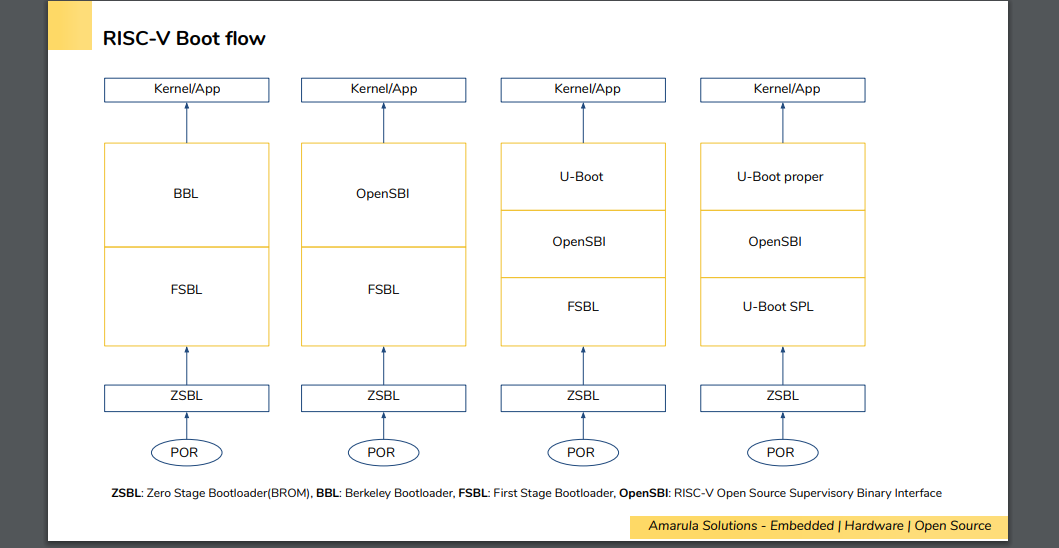 RISC-V Boot flow
Kernel/App
Kernel/App
Kernel/App
Kernel/App
BBL
OpenSBI
U-Boot
U-Boot proper
OpenSBI
OpenSBI
FSBL
FSBL
FSBL
U-Boot SPL
ZSBL
ZSBL
ZSBL
ZSBL
POR
POR
POR
POR
ZSBL: Zero Stage Bootloader(BROM), BBL: Berkeley Bootloader, FSBL: First Stage Bootloader, OpenSBI: RISC-V Open Source Supervisory Binary Interface
Amarula Solutions - Embedded | Hardware | Open Source